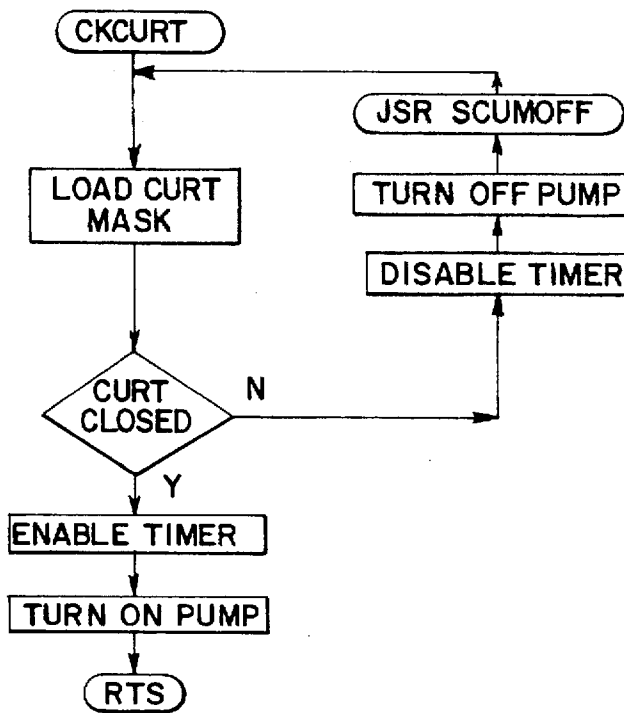 CKCURT
LOAD CURT
MASK
CURT
CLOSED
N
Y
ENABLE TIMER
TURN ON PUMP
RTS
JSR SCUMOFF
TURN OFF PUMP
DISABLE TIMER